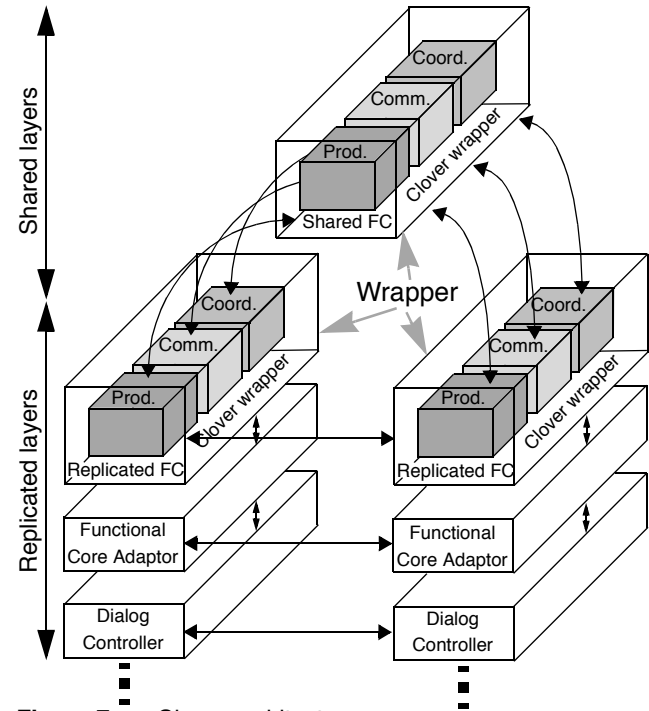 Shared layers
Replicated layers
Coord.
Comm.
Prod.
Shared FC
Clover wrapper
Wrapper
Coord.
Comm.
Prod.
Replicated FC
Clover wrapper
Coord.
Comm.
Prod.
Replicated FC
Clover wrapper
Functional
Core Adaptor
Functional
Core Adaptor
Dialog
Controller
Dialog
Controller